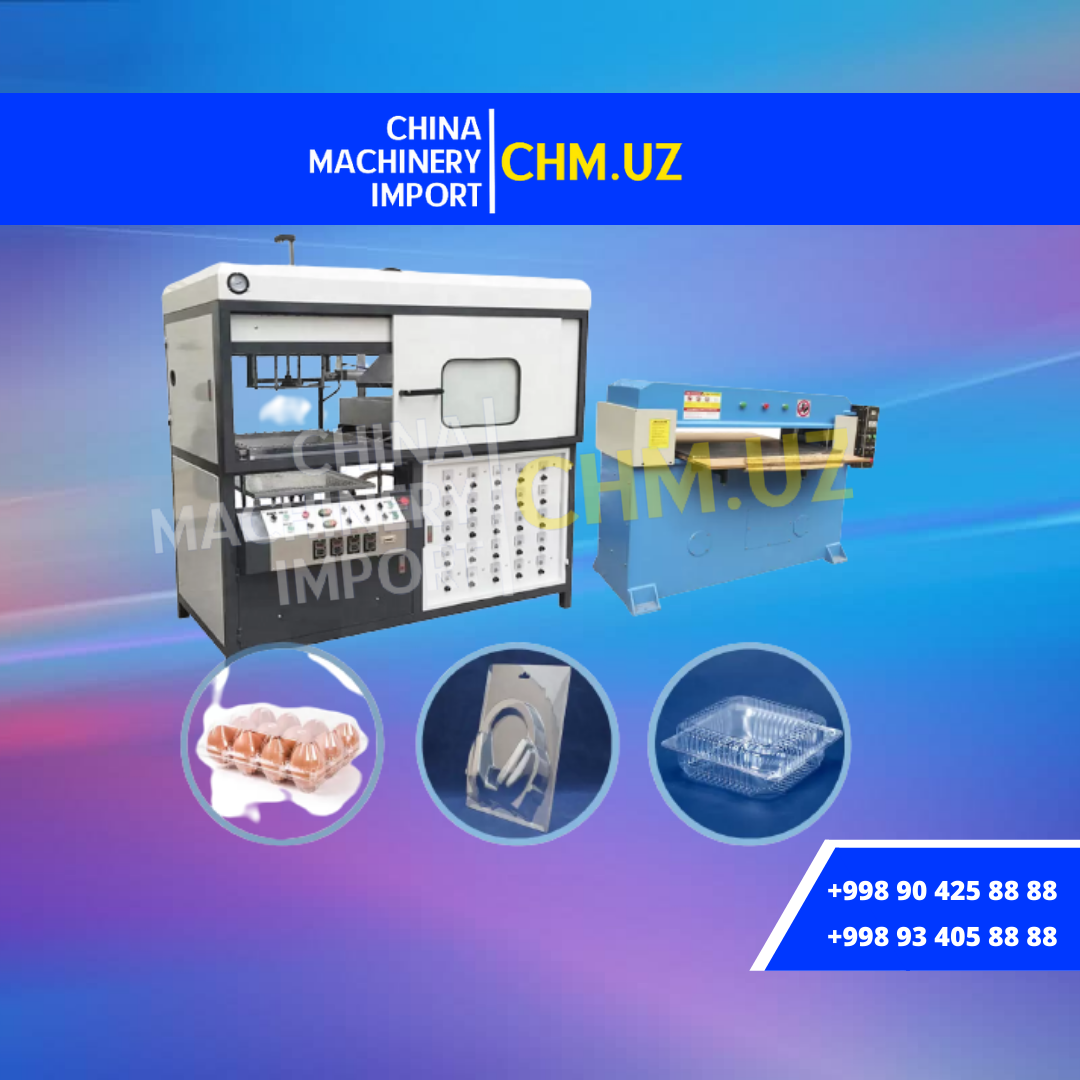 CHINA
MACHINERY
IMPORT
CHM.UZ
CHINA
MACHINERY
IMPORT
CHM.UZ
+998 90 425 88 88
+998 93 405 88 88